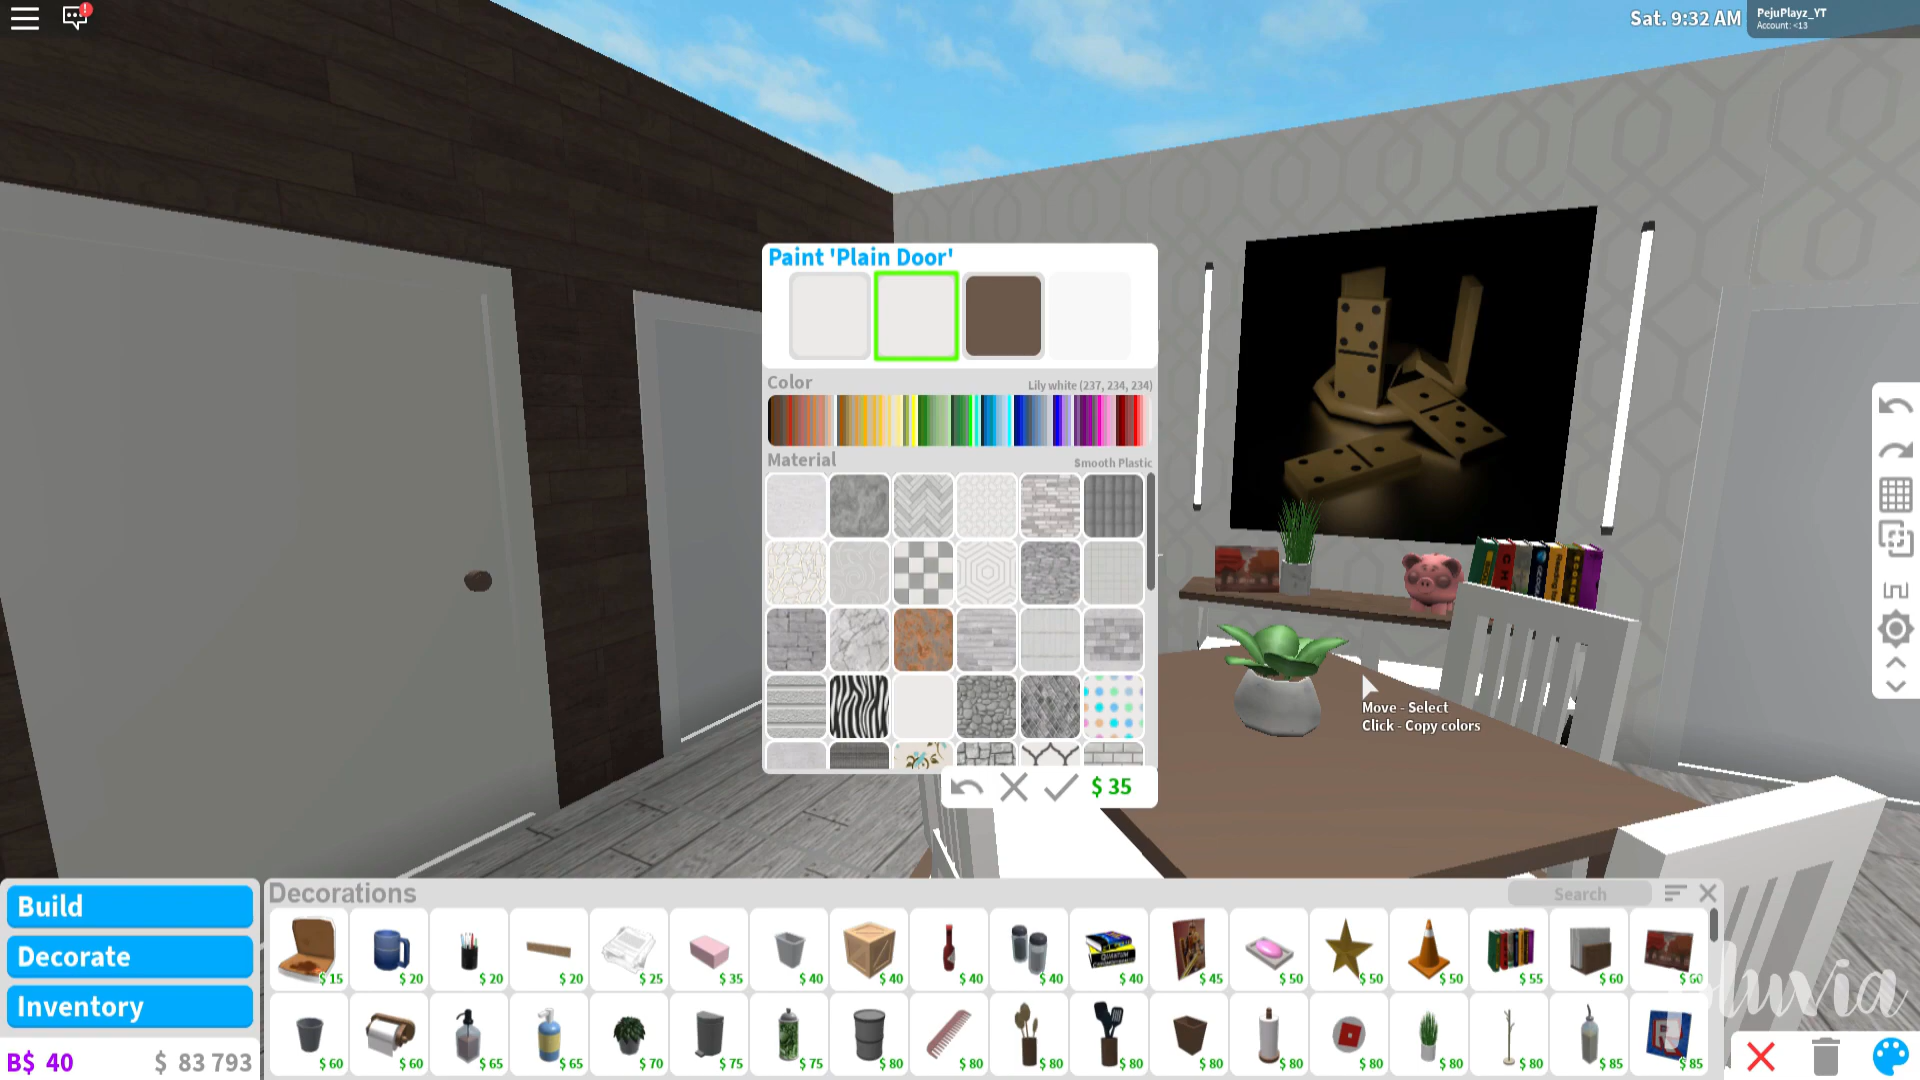 Sat. 9:32 AM
PejuPlayz_YT
Account: <13
Paint 'Plain Door'
Color
Lily white (237, 234, 234)
Material
Smooth Plastic
Move - Select
Click - Copy colors
$ 35
Build
Decorate
Inventory
B$ 40
$ 83 793
Decorations
Search
$ 15
$ 20
$ 20
$ 20
$ 25
$ 35
$ 40
$ 40
$ 40
$ 40
$ 40
$ 45
$ 50
$ 50
$ 50
$ 55
$ 60
$ 60
$ 60
$ 60
$ 65
$ 65
$ 70
$ 75
$ 75
$ 80
$ 80
$ 80
$ 80
$ 80
$ 80
$ 80
$ 80
$ 80
$ 85
$ 85